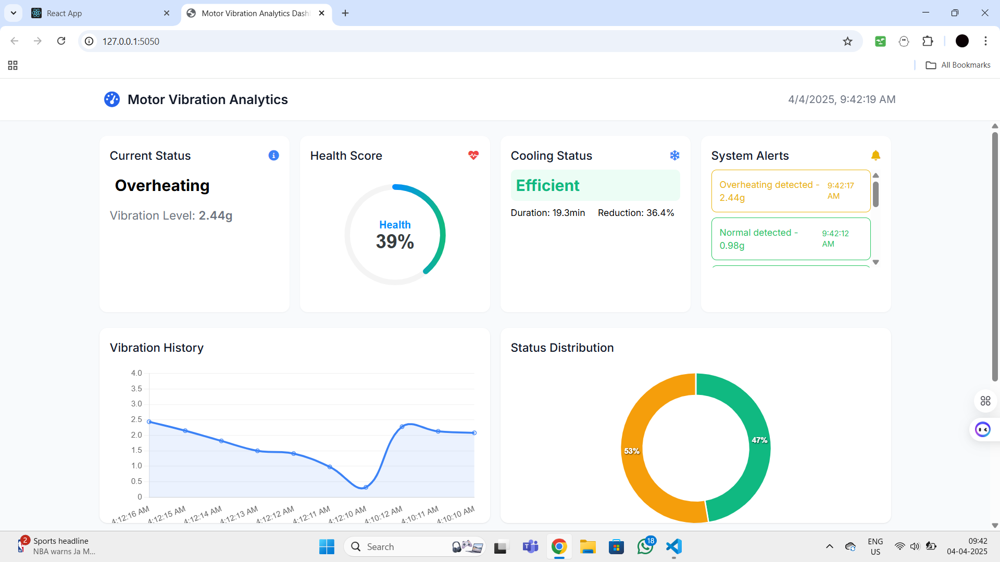 React App
Motor Vibration Analytics Dash
127.0.0.1:5050
All Bookmarks
Motor Vibration Analytics
4/4/2025, 9:42:19 AM
Current Status
Overheating
Vibration Level: 2.44g
Health Score
Health
39%
Cooling Status
Efficient
Duration: 19.3min
Reduction: 36.4%
System Alerts
Overheating detected -
2.44g
9:42:17
AM
Normal detected -
0.98g
9:42:12
AM
Vibration History
4.0
3.5
3.0
2.5
2.0
1.5
1.0
0.5
0
4:12:16 AM
4:12:15 AM
4:12:14 AM
4:12:13 AM
4:12:12 AM
4:12:11 AM
4:12:10 AM
4:10:12 AM
4:10:11 AM
4:10:10 AM
Status Distribution
53%
47%
2
Sports headline
NBA warns Ja M...
Search
18
ENG
US
09:42
04-04-2025